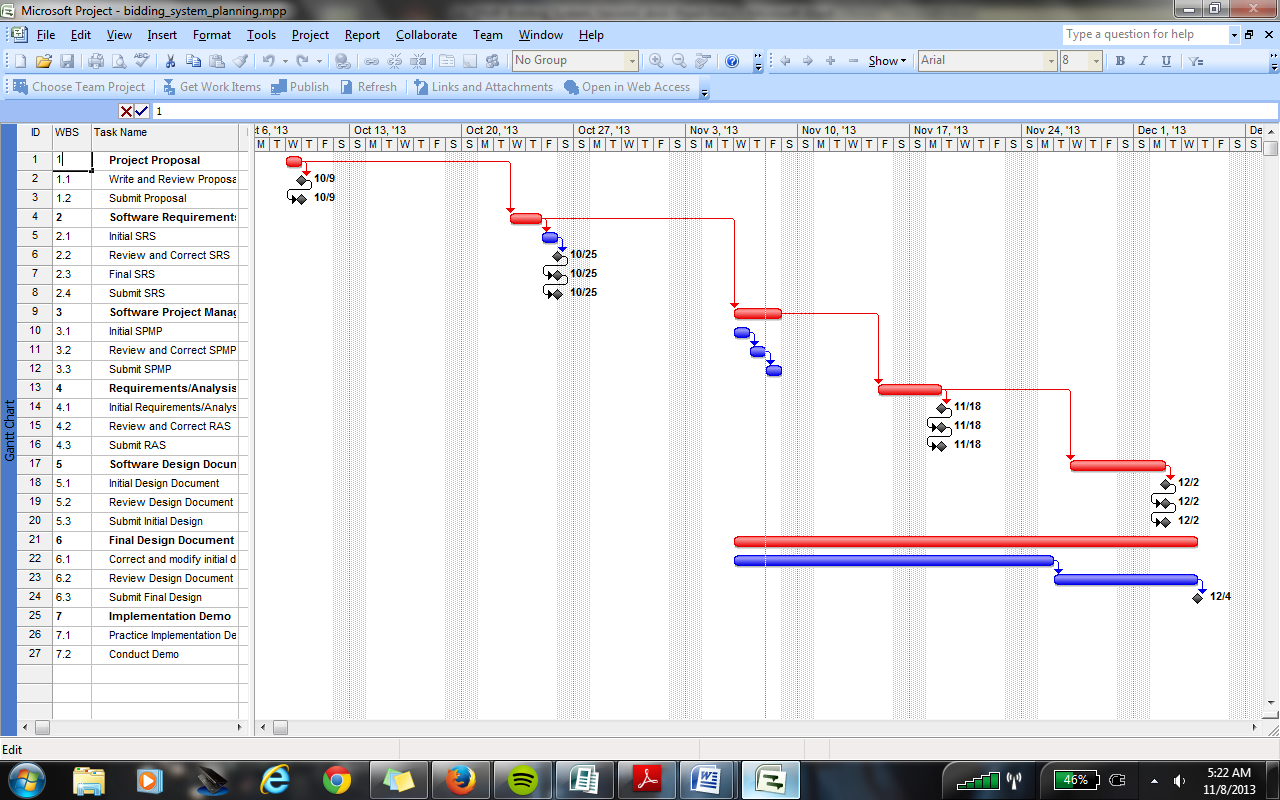 Microsoft Project - bidding_system_planning.mpp
File Edit View Insert Format Tools Project Report Collaborate Team Window Help Type a question for help
No Group Show Arial 8 B I U
Choose Team Project Get Work Items Publish Refresh Links and Attachments Open in Web Access
1
ID WBS Task Name t 6, '13 Oct 13, '13 Oct 20, '13 Oct 27, '13 Nov 3, '13 Nov 10, '13 Nov 17, '13 Nov 24, '13 Dec 1, '13 De
M T W T F S S M T W T F S S M T W T F S S M T W T F S S M T W T F S S M T W T F S S M T W T F S S M T W T F S S M T W T F S
1 1 Project Proposal
2 1.1 Write and Review Proposa 10/9
3 1.2 Submit Proposal 10/9
4 2 Software Requirements
5 2.1 Initial SRS
6 2.2 Review and Correct SRS 10/25
7 2.3 Final SRS 10/25
8 2.4 Submit SRS 10/25
9 3 Software Project Manag
10 3.1 Initial SPMP
11 3.2 Review and Correct SPMP
12 3.3 Submit SPMP
13 4 Requirements/Analysis
14 4.1 Initial Requirements/Analys 11/18
15 4.2 Review and Correct RAS 11/18
16 4.3 Submit RAS 11/18
17 5 Software Design Docun
18 5.1 Initial Design Document 12/2
19 5.2 Review Design Document 12/2
20 5.3 Submit Initial Design 12/2
21 6 Final Design Document
22 6.1 Correct and modify initial d
23 6.2 Review Design Document
24 6.3 Submit Final Design 12/4
25 7 Implementation Demo
26 7.1 Practice Implementation De
27 7.2 Conduct Demo
Gantt Chart
Edit
46% 5:22 AM
11/8/2013